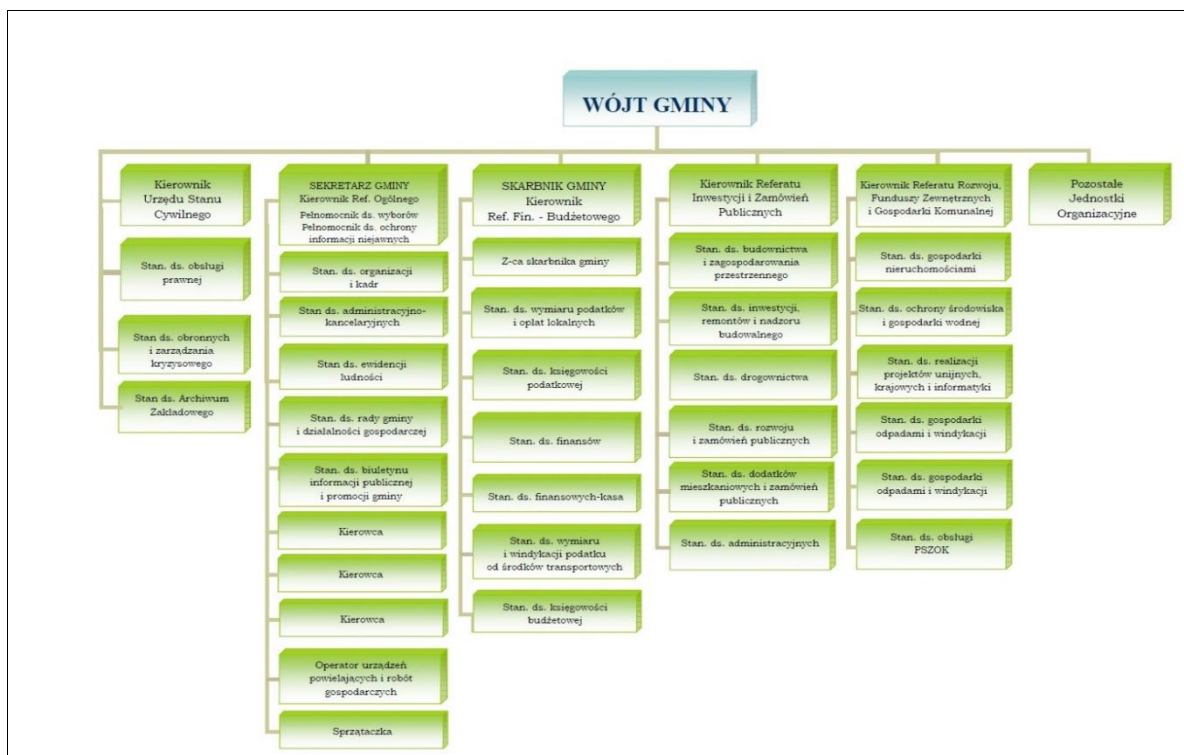 WÓJT GMINY
Kierownik
Urzędu Stanu
Cywilnego
Stan. ds. obsługi
prawnej
Stan ds. obronnych
i zarządzania
kryzysowego
Stan ds. Archiwum
Zakładowego
SEKRETARZ GMINY
Kierownik Ref. Ogólnego
Pełnomocnik ds. wyborów
Pełnomocnik ds. ochrony
informacji niejawnych
Stan. ds. organizacji
i kadr
Stan ds. administracyjno-
kancelaryjnych
Stan ds. ewidencji
ludności
Stan. ds. rady gminy
i działalności gospodarczej
Stan. ds. biuletynu
informacji publicznej
i promocji gminy
Kierowca
Kierowca
Kierowca
Operator urządzeń
powielających i robót
gospodarczych
Sprzątaczka
SKARBNIK GMINY
Kierownik
Ref. Fin. - Budżetowego
Z-ca skarbnika gminy
Stan. ds. wymiaru podatków
i opłat lokalnych
Stan. ds. księgowości
podatkowej
Stan. ds. finansów
Stan. ds. finansowych-kasa
Stan. ds. wymiaru
i windykacji podatku
od środków transportowych
Stan. ds. księgowości
budżetowej
Kierownik Referatu
Inwestycji i Zamówień
Publicznych
Stan. ds. budownictwa
i zagospodarowania
przestrzennego
Stan. ds. inwestycji,
remontów i nadzoru
budowalnego
Stan. ds. drogownictwa
Stan. ds. rozwoju
i zamówień publicznych
Stan. ds. dodatków
mieszkaniowych i zamówień
publicznych
Stan. ds. administracyjnych
Kierownik Referatu Rozwoju,
Funduszy Zewnętrznych
i Gospodarki Komunalnej
Stan. ds. gospodarki
nieruchomościami
Stan. ds. ochrony środowiska
i gospodarki wodnej
Stan. ds. realizacji
projektów unijnych,
krajowych i informatyki
Stan. ds. gospodarki
odpadami i windykacji
Stan. ds. gospodarki
odpadami i windykacji
Stan. ds. obsługi
PSZOK
Pozostałe
Jednostki
Organizacyjne